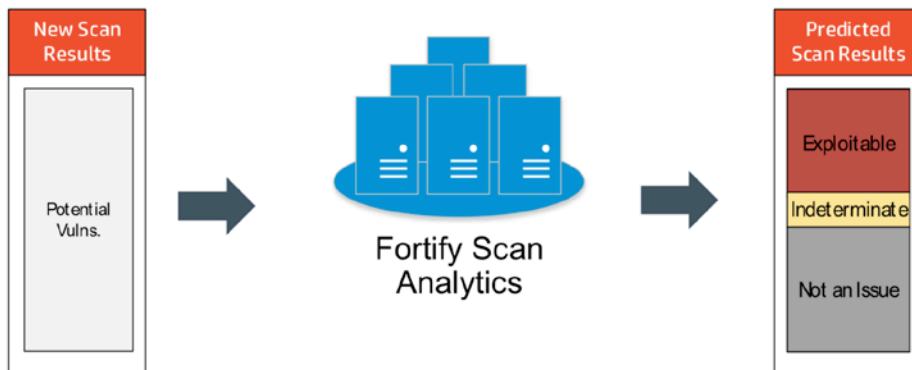 New Scan
Results
Potential
Vulns.
Fortify Scan
Analytics
Predicted
Scan Results
Exploitable
Indeterminate
Not an Issue